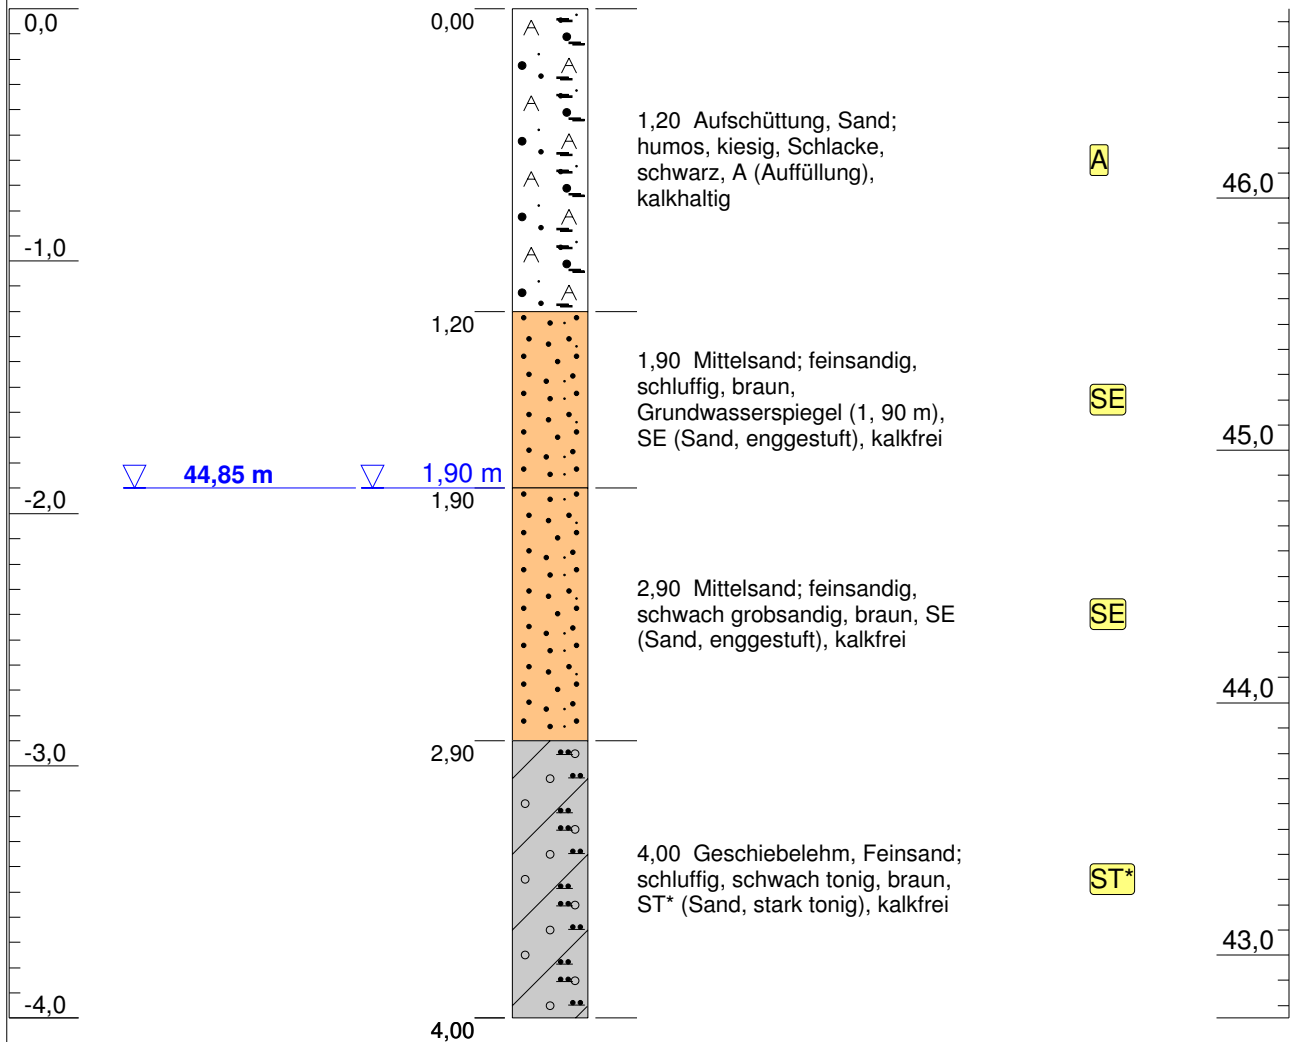 0,0
0,00
1,20 Aufschüttung, Sand;
humos, kiesig, Schlacke,
schwarz, A (Auffüllung),
kalkhaltig
A
46,0
-1,0
1,20
1,90 Mittelsand; feinsandig,
schluffig, braun,
Grundwasserspiegel (1, 90 m),
SE (Sand, enggestuft), kalkfrei
SE
45,0
44,85 m
1,90 m
1,90
-2,0
2,90 Mittelsand; feinsandig,
schwach grobsandig, braun, SE
(Sand, enggestuft), kalkfrei
SE
44,0
2,90
-3,0
4,00 Geschiebelehm, Feinsand;
schluffig, schwach tonig, braun,
ST* (Sand, stark tonig), kalkfrei
ST*
43,0
-4,0
4,00